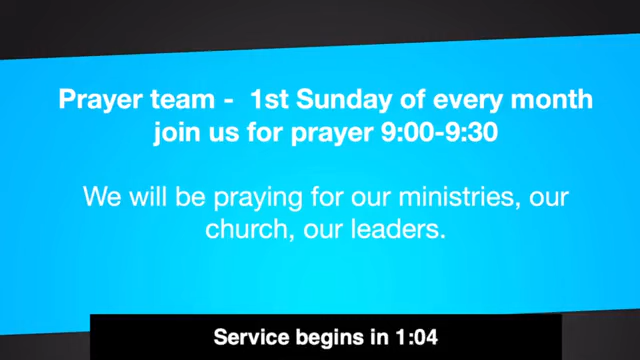 Prayer team - 1st Sunday of every month
join us for prayer 9:00-9:30
We will be praying for our ministries, our
church, our leaders.
Service begins in 1:04